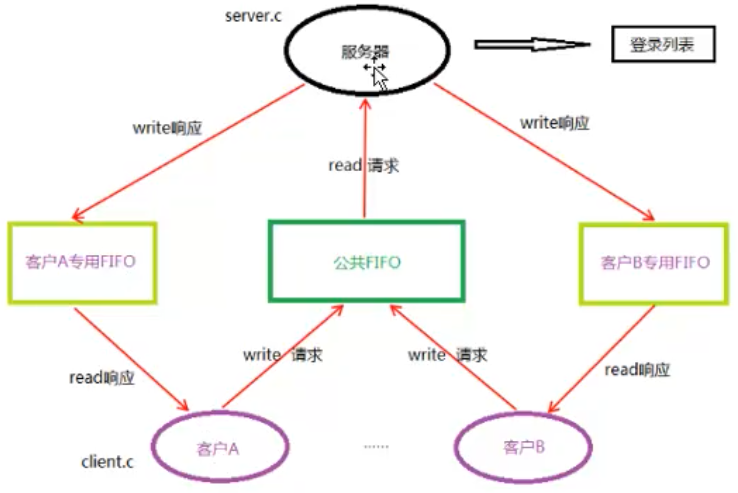 server.c
服务器
登录列表
write响应
write响应
read 请求
客户A专用FIFO
公共FIFO
客户B专用FIFO
write 请求
write 请求
read响应
read响应
客户A
······
客户B
client.c